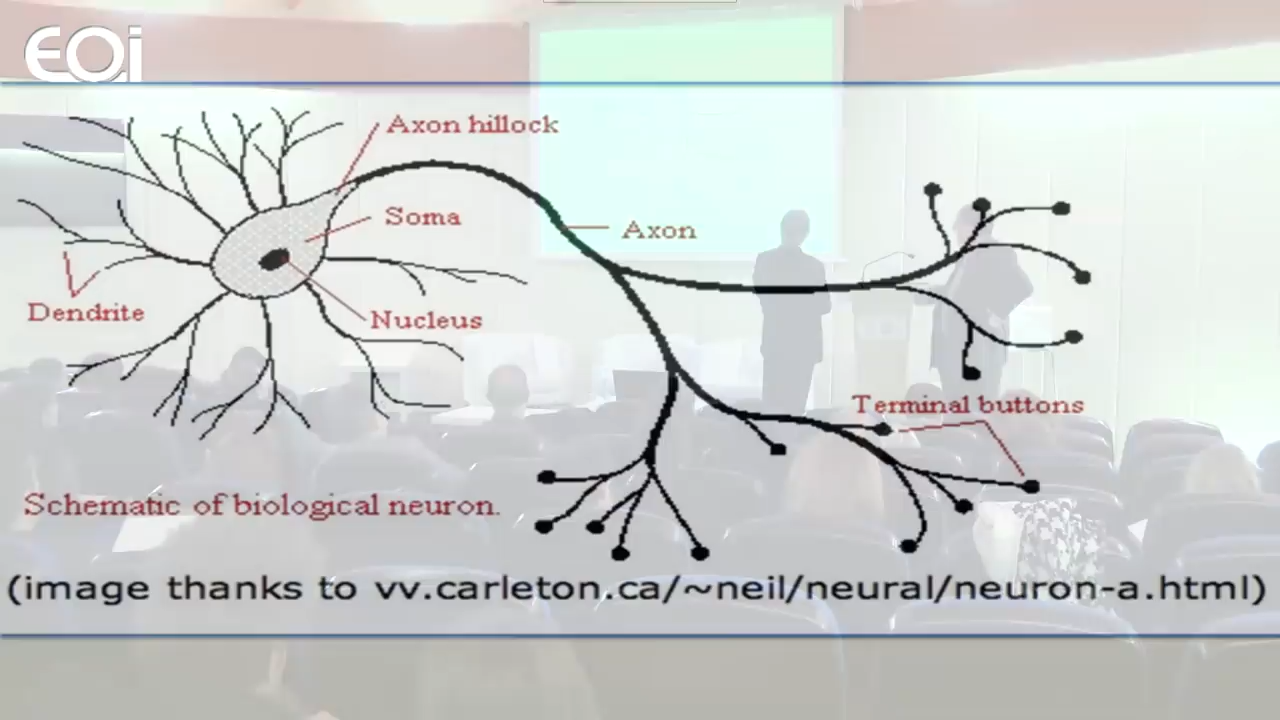 EOi
Axon hillock
Soma
Axon
Dendrite
Nucleus
Terminal buttons
Schematic of biological neuron.
(image thanks to vv.carleton.ca/~neil/neural/neuron-a.html)